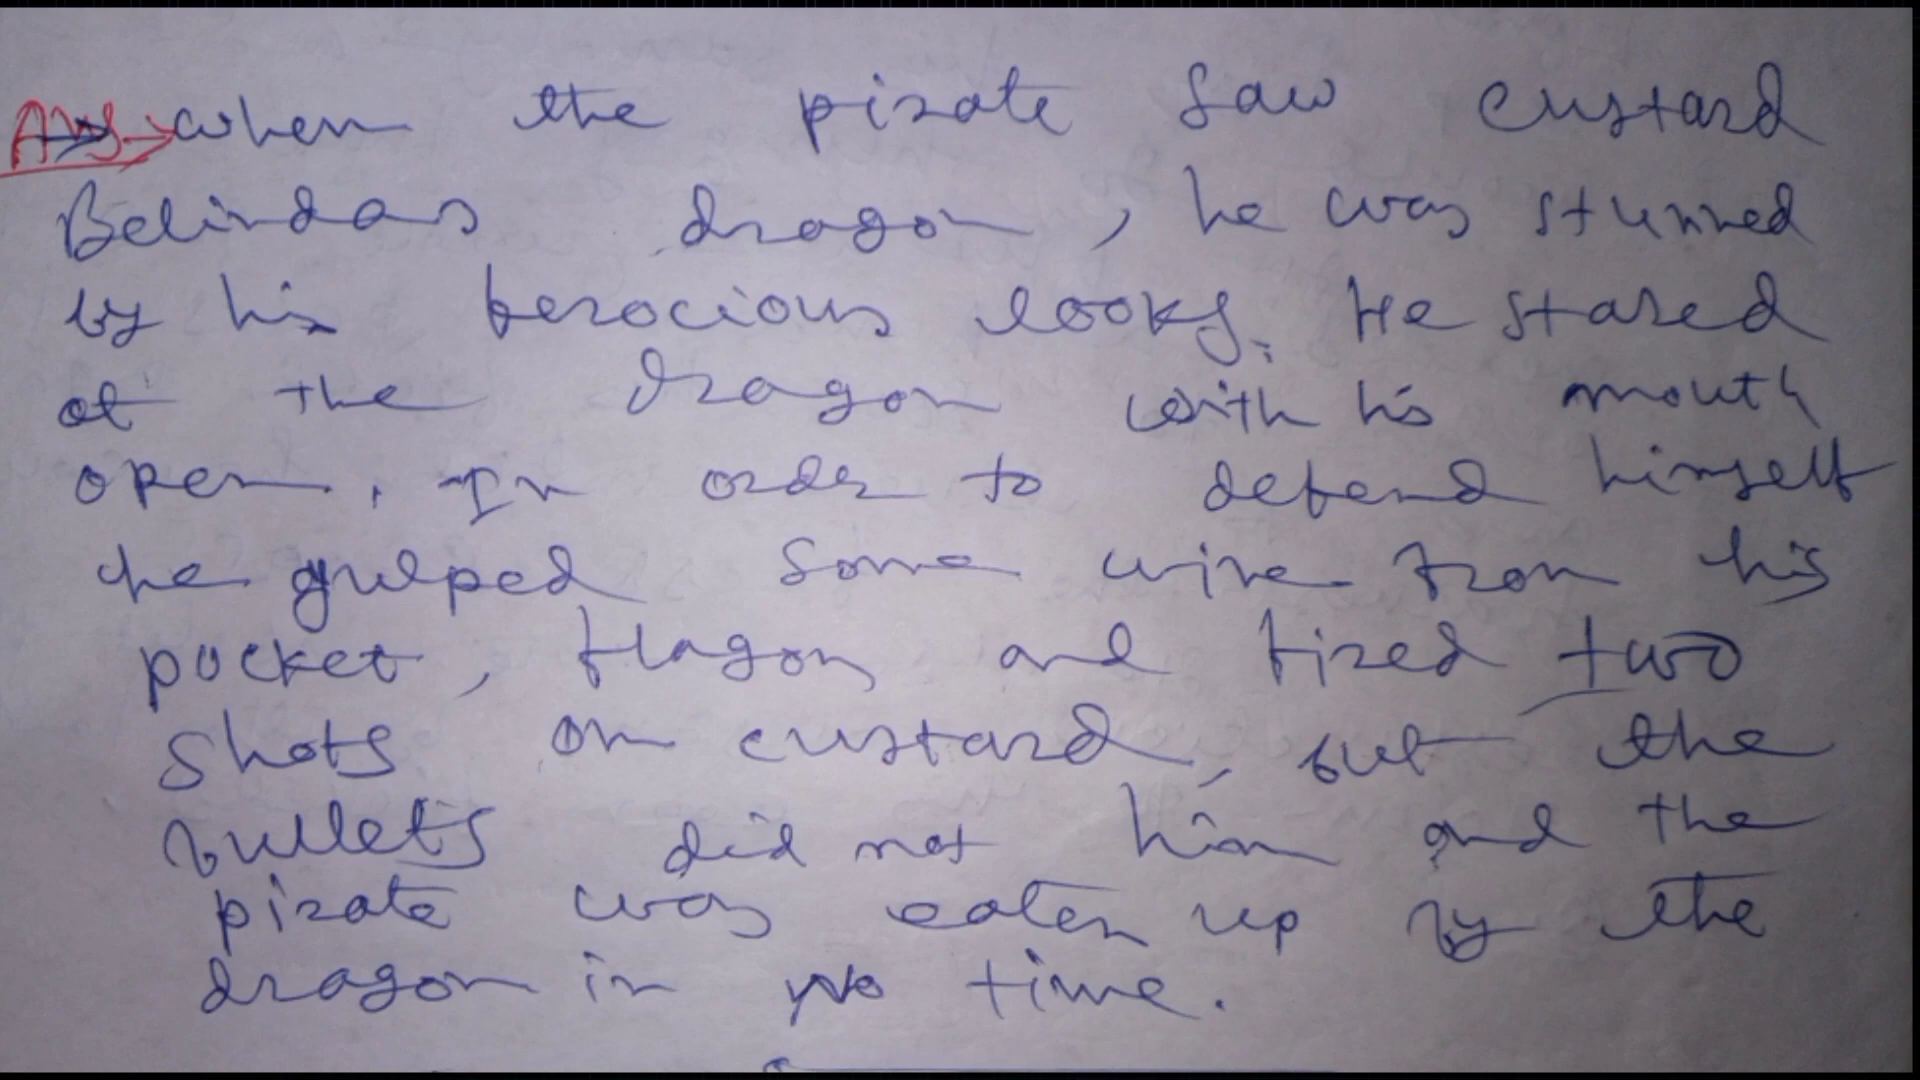 Ans→ when the pirate saw custard
Belindas dragon, he was stunned
by his ferocious looks. He stared
at the dragon with his mouth
open. In order to defend himself
he gulped some wine from his
pocket, flagon and fired two
shots on custard, but the
bullets did not him and the
pirate was eaten up by the
dragon in no time.